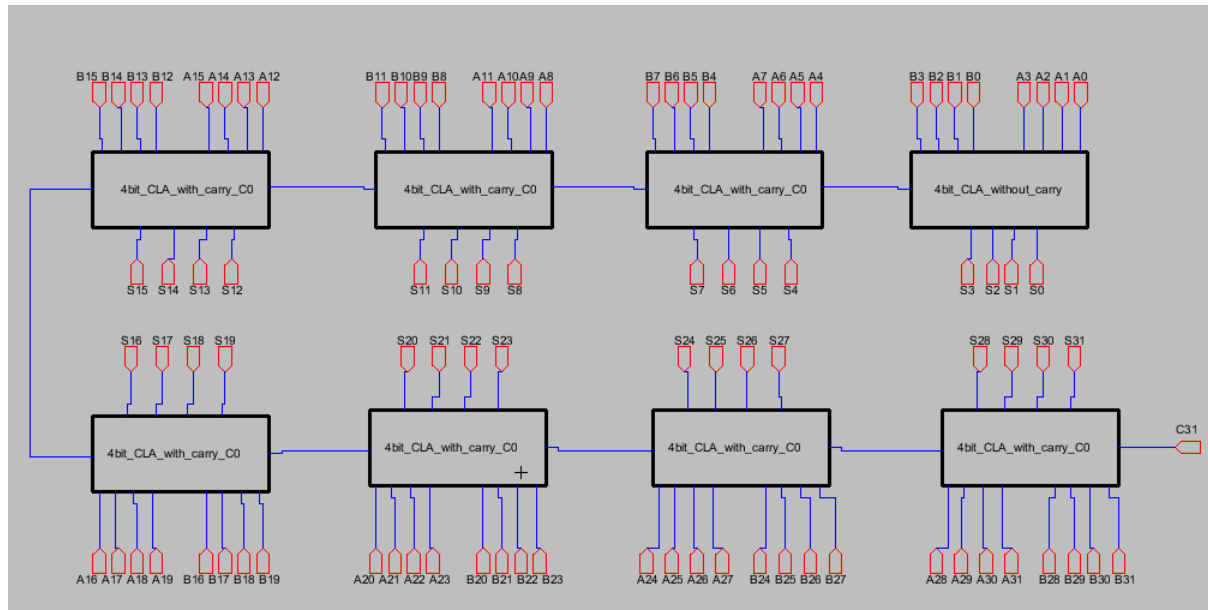 B15 B14 B13 B12 A15 A14 A13 A12 B11 B10 B9 B8 A11 A10 A9 A8 B7 B6 B5 B4 A7 A6 A5 A4 B3 B2 B1 B0 A3 A2 A1 A0
4bit_CLA_with_carry_C0 4bit_CLA_with_carry_C0 4bit_CLA_with_carry_C0 4bit_CLA_without_carry
S15 S14 S13 S12 S11 S10 S9 S8 S7 S6 S5 S4 S3 S2 S1 S0
S16 S17 S18 S19 S20 S21 S22 S23 S24 S25 S26 S27 S28 S29 S30 S31
C31
4bit_CLA_with_carry_C0 4bit_CLA_with_carry_C0 4bit_CLA_with_carry_C0 4bit_CLA_with_carry_C0
A16 A17 A18 A19 B16 B17 B18 B19 A20 A21 A22 A23 B20 B21 B22 B23 A24 A25 A26 A27 B24 B25 B26 B27 A28 A29 A30 A31 B28 B29 B30 B31